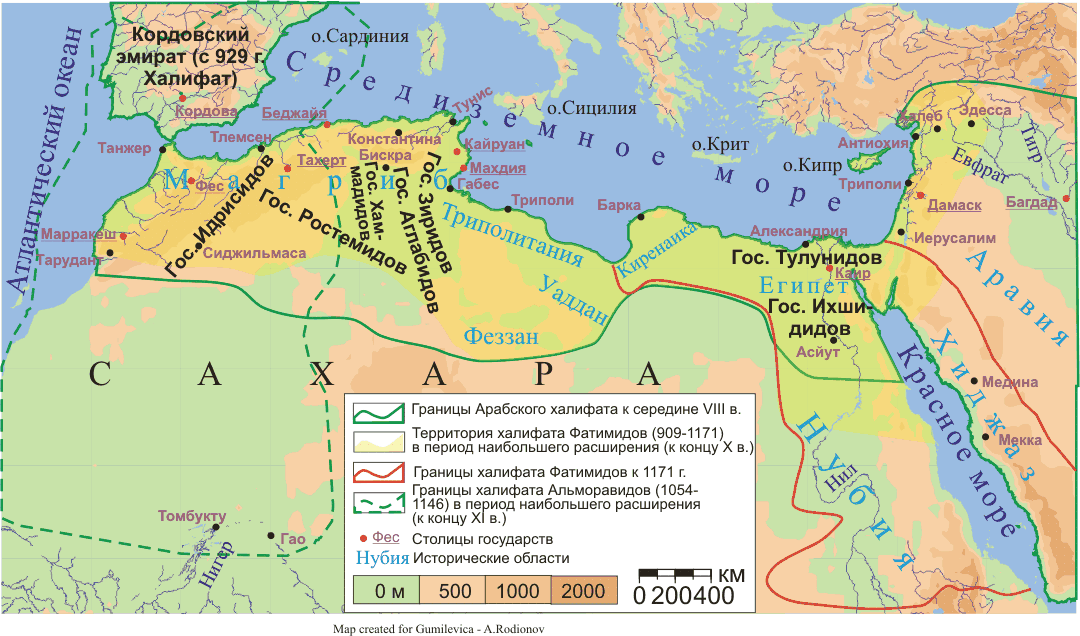 Кордовский
эмират (с 929 г.
Халифат)
Кордова
о.Сардиния
Средиземное
море
Атлантический океан
о.Сицилия
о.Крит
о.Кипр
Беджайя
Тунис
Танжер
Тлемсен
Константина
Бискра
Кайруан
Махдия
Габес
Тахерт
Фес
Магриб
Марракеш
Тарудант
Сиджильмаса
Гос. Идрисидов
Гос. Ростемидов
Гос. Хам-
мадидов
Гос. Аглабидов
Гос. Зиридов
Триполи
Триполитания
Уаддан
Феззан
Барка
Киренаика
Александрия
Гос. Тулунидов
Каир
Египет
Гос. Ихши-
дидов
Асйут
Халеб
Эдесса
Антиохия
Евфрат
Тигр
Триполи
Дамаск
Багдад
Иерусалим
Аравия
Хиджаз
Медина
Мекка
Красное море
Нубия
Нил
САХАРА
Томбукту
Гао
Нигер
Границы Арабского халифата к середине VIII в.
Территория халифата Фатимидов (909-1171)
в период наибольшего расширения (к концу X в.)
Границы халифата Фатимидов к 1171 г.
Границы халифата Альморавидов (1054-
1146) в период наибольшего расширения
(к концу XI в.)
Фес Столицы государств
Нубия Исторические области
0 м 500 1000 2000
км
0 200 400
Map created for Gumilevica - A.Rodionov